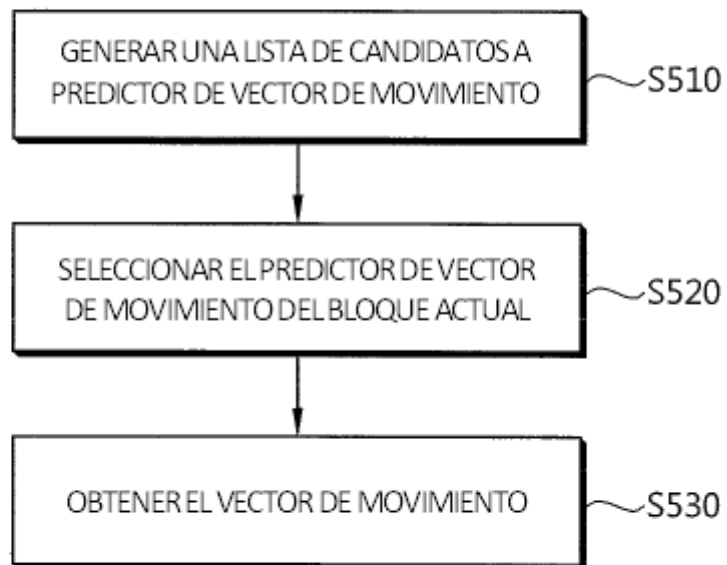 GENERAR UNA LISTA DE CANDIDATOS A
PREDICTOR DE VECTOR DE MOVIMIENTO
S510
SELECCIONAR EL PREDICTOR DE VECTOR
DE MOVIMIENTO DEL BLOQUE ACTUAL
S520
OBTENER EL VECTOR DE MOVIMIENTO
S530